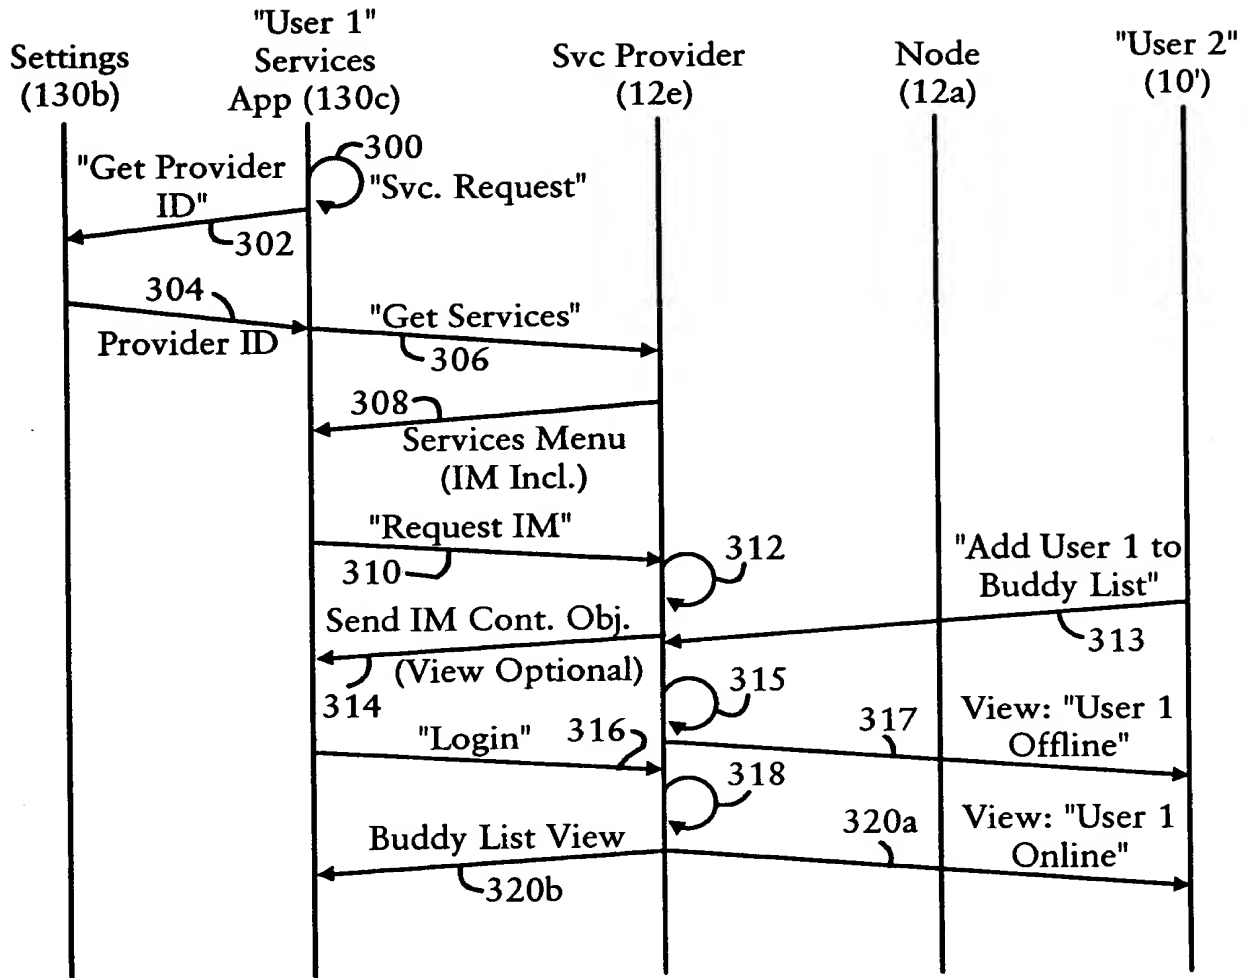 Settings
(130b)
"User 1"
Services
App (130c)
Svc Provider
(12e)
Node
(12a)
"User 2"
(10')
300
"Svc. Request"
"Get Provider
ID"
302
304
Provider ID
"Get Services"
306
308
Services Menu
(IM Incl.)
"Request IM"
310
312
"Add User 1 to
Buddy List"
313
Send IM Cont. Obj.
(View Optional)
314
315
"Login"
316
317
View: "User 1
Offline"
318
Buddy List View
320b
320a
View: "User 1
Online"